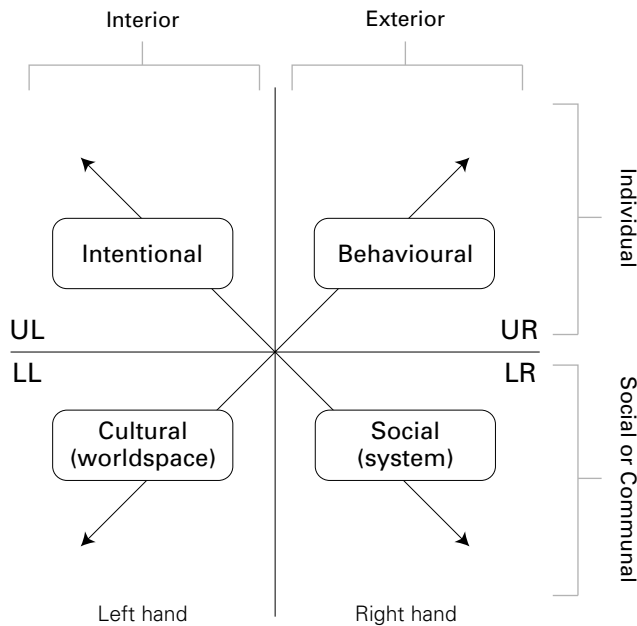 Interior
Exterior
Individual
Intentional
Behavioural
UL
UR
LL
LR
Cultural
(worldspace)
Social
(system)
Social or Communal
Left hand
Right hand